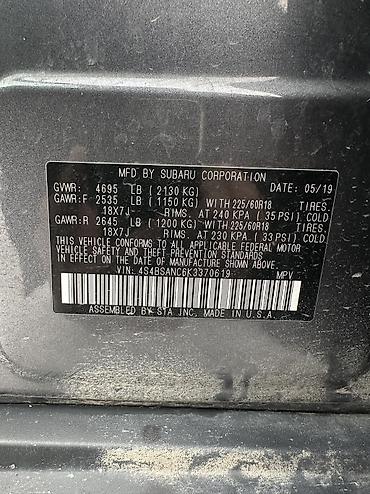 MFD BY SUBARU CORPORATION DATE: 05/19
GVWR: 4695 LB (2130 KG)
GAWR:F 2535 LB (1150 KG) WITH 225/60R18 TIRES.
18X7J RIMS. AT 240 KPA (35 PSI) COLD
GAWR:R 2645 LB (1200 KG) WITH 225/60R18 TIRES.
18X7J RIMS. AT 230 KPA (33 PSI) COLD
THIS VEHICLE CONFORMS TO ALL APPLICABLE FEDERAL MOTOR
VEHICLE SAFETY AND THEFT PREVENTION STANDARDS
IN EFFECT ON THE DATE OF MANUFACTURE SHOWN ABOVE.
VIN: 4S4BSANC6K3370619 MPV
ASSEMBLED BY SIA, INC. MADE IN U.S.A.